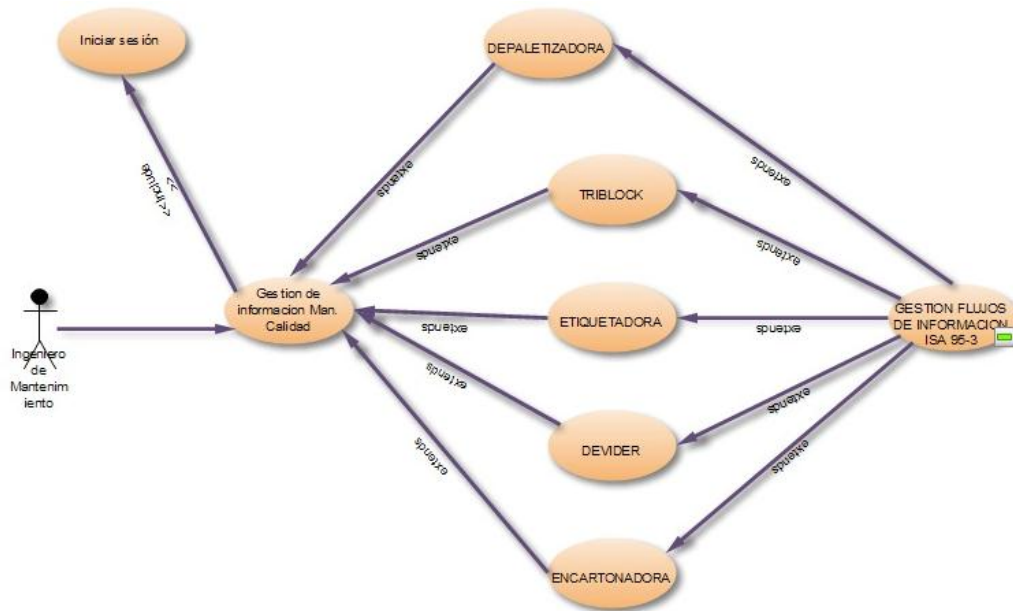 Iniciar sesión
DEPALETIZADORA
<<Include
>>
extends
extends
TRIBLOCK
extends
extends
Gestion de
informacion Man.
Calidad
ETIQUETADORA
extends
extends
GESTION FLUJOS
DE INFORMACION
ISA 95-3
Ingeniero
de
Mantenim
iento
extends
extends
DEVIDER
extends
extends
ENCARTONADORA